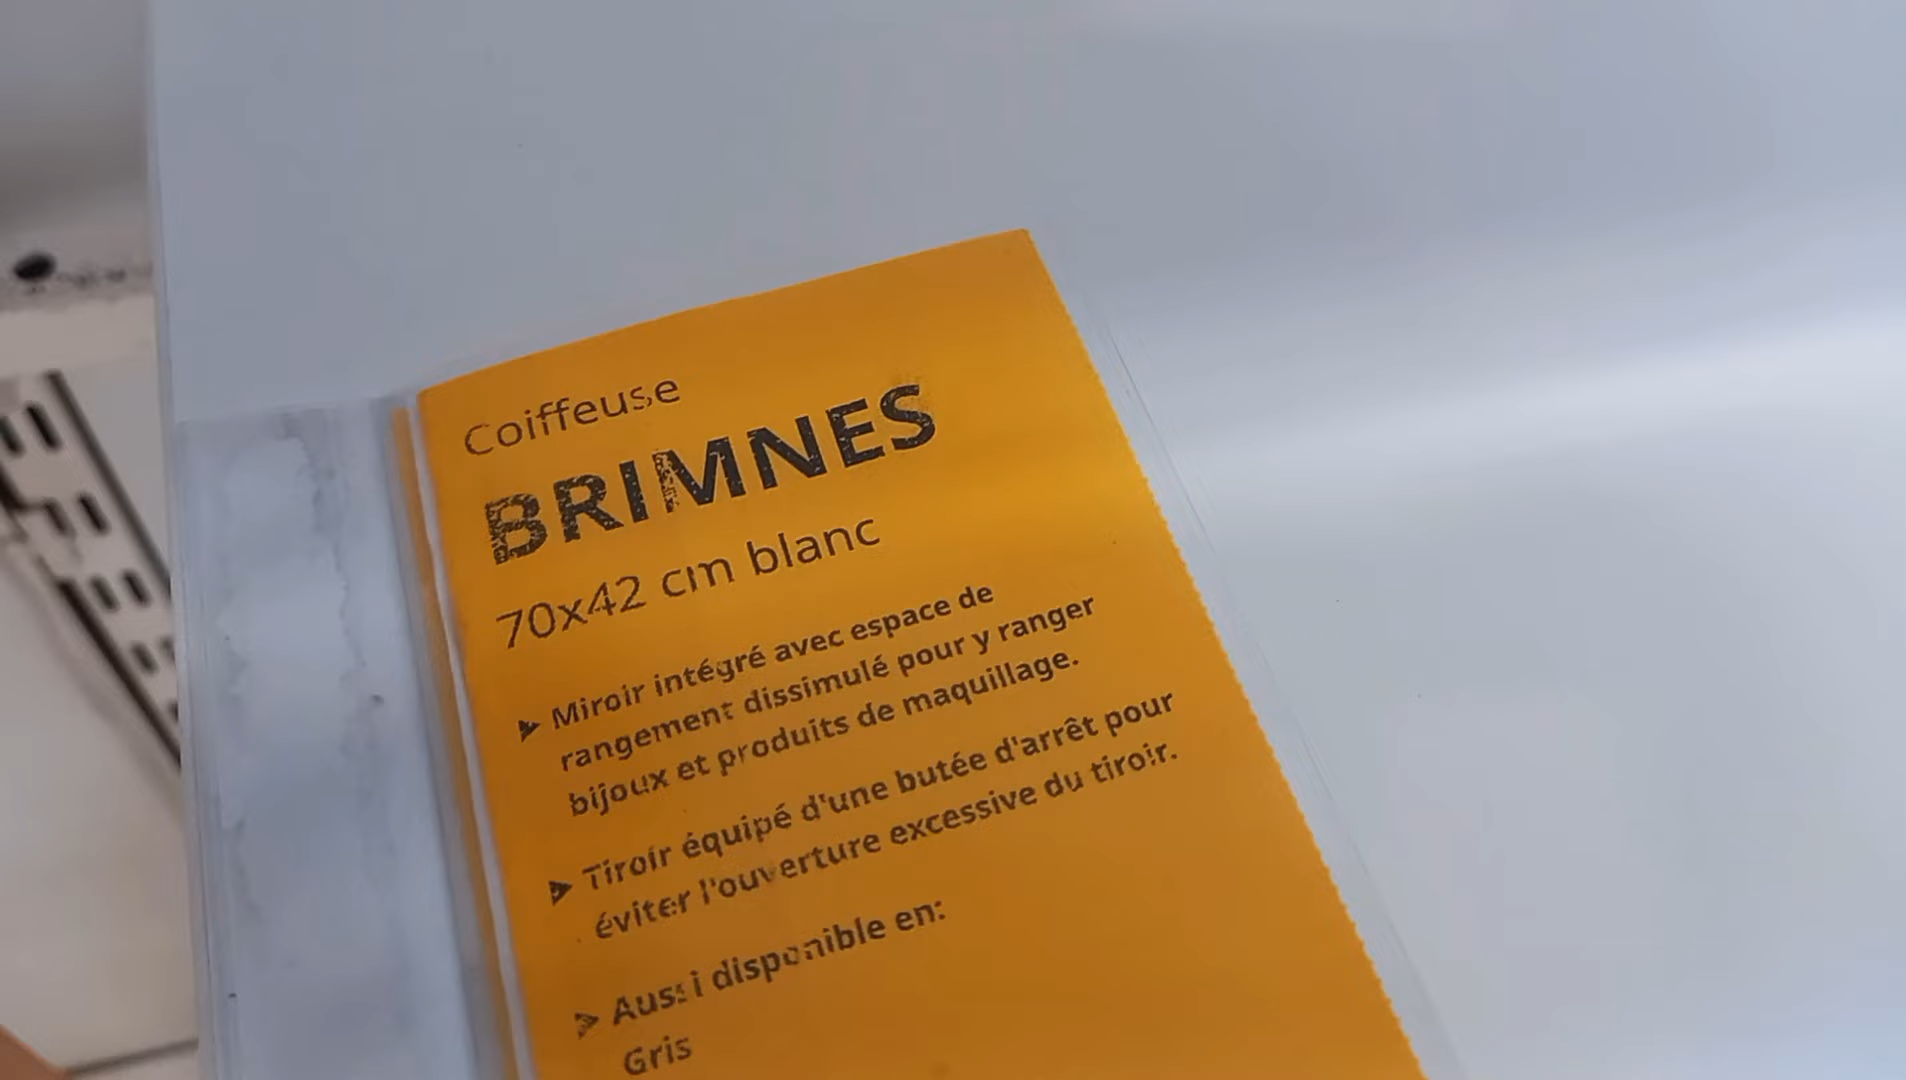 Coiffeuse
BRIMNES
70x42 cm blanc
➤ Miroir intégré avec espace de
rangement dissimulé pour y ranger
bijoux et produits de maquillage.
➤ Tiroir équipé d'une butée d'arrêt pour
éviter l'ouverture excessive du tiroir.
➤ Aussi disponible en:
Gris